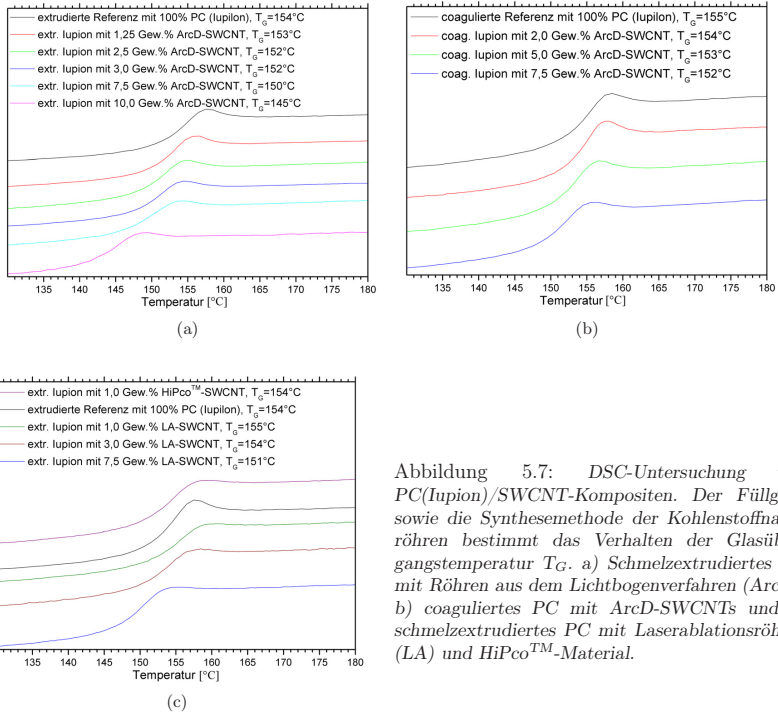 extrudierte Referenz mit 100% PC (Iupilon), T_G=154°C
extr. Iupion mit 1,25 Gew.% ArcD-SWCNT, T_G=153°C
extr. Iupion mit 2,5 Gew.% ArcD-SWCNT, T_G=152°C
extr. Iupion mit 3,0 Gew.% ArcD-SWCNT, T_G=152°C
extr. Iupion mit 7,5 Gew.% ArcD-SWCNT, T_G=150°C
extr. Iupion mit 10,0 Gew.% ArcD-SWCNT, T_G=145°C
135 140 145 150 155 160 165 170 175 180
Temperatur [°C]
(a)
coagulierte Referenz mit 100% PC (Iupilon), T_G=155°C
coag. Iupion mit 2,0 Gew.% ArcD-SWCNT, T_G=154°C
coag. Iupion mit 5,0 Gew.% ArcD-SWCNT, T_G=153°C
coag. Iupion mit 7,5 Gew.% ArcD-SWCNT, T_G=152°C
135 140 145 150 155 160 165 170 175 180
Temperatur [°C]
(b)
extr. Iupion mit 1,0 Gew.% HiPco™-SWCNT, T_G=154°C
extrudierte Referenz mit 100% PC (Iupilon), T_G=154°C
extr. Iupion mit 1,0 Gew.% LA-SWCNT, T_G=155°C
extr. Iupion mit 3,0 Gew.% LA-SWCNT, T_G=154°C
extr. Iupion mit 7,5 Gew.% LA-SWCNT, T_G=151°C
135 140 145 150 155 160 165 170 175 180
Temperatur [°C]
(c)
Abbildung 5.7: DSC-Untersuchung
PC(Iupion)/SWCNT-Kompositen. Der Füllg
sowie die Synthesemethode der Kohlenstoffna
röhren bestimmt das Verhalten der Glasüb
gangstemperatur T_G. a) Schmelzextrudiertes
mit Röhren aus dem Lichtbogenverfahren (Arc
b) coaguliertes PC mit ArcD-SWCNTs und
schmelzextrudiertes PC mit Laserablationsröh
(LA) und HiPco™-Material.